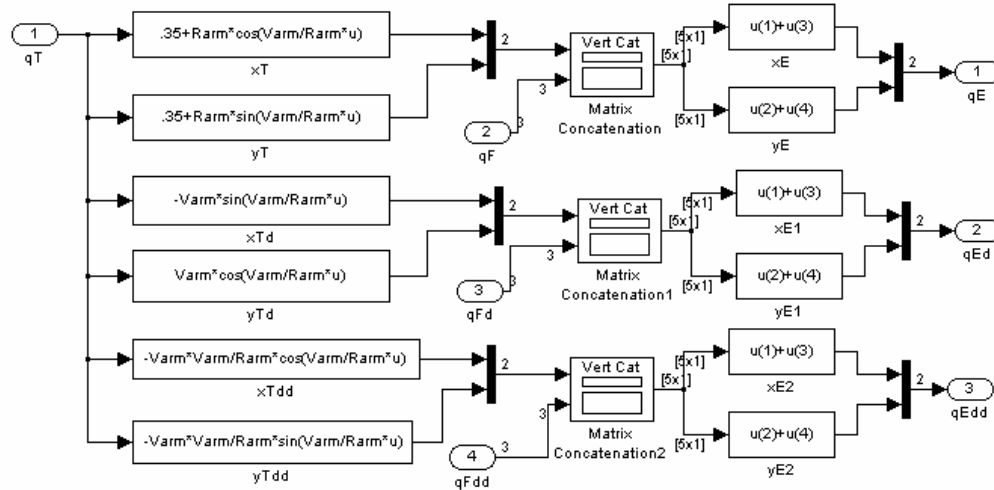 1
qT
.35+Rarm*cos(Varm/Rarm*u)
xT
.35+Rarm*sin(Varm/Rarm*u)
yT
2
2
qF
3
3
Vert Cat
Matrix
Concatenation
[5x1]
[5x1]
[5x1]
u(1)+u(3)
xE
u(2)+u(4)
yE
2
1
qE
-Varm*sin(Varm/Rarm*u)
xTd
Varm*cos(Varm/Rarm*u)
yTd
2
3
qFd
3
3
Vert Cat
Matrix
Concatenation1
[5x1]
[5x1]
[5x1]
u(1)+u(3)
xE1
u(2)+u(4)
yE1
2
2
qEd
-Varm*Varm/Rarm*cos(Varm/Rarm*u)
xTdd
-Varm*Varm/Rarm*sin(Varm/Rarm*u)
yTdd
2
4
qFdd
3
3
Vert Cat
Matrix
Concatenation2
[5x1]
[5x1]
[5x1]
u(1)+u(3)
xE2
u(2)+u(4)
yE2
2
3
qEdd